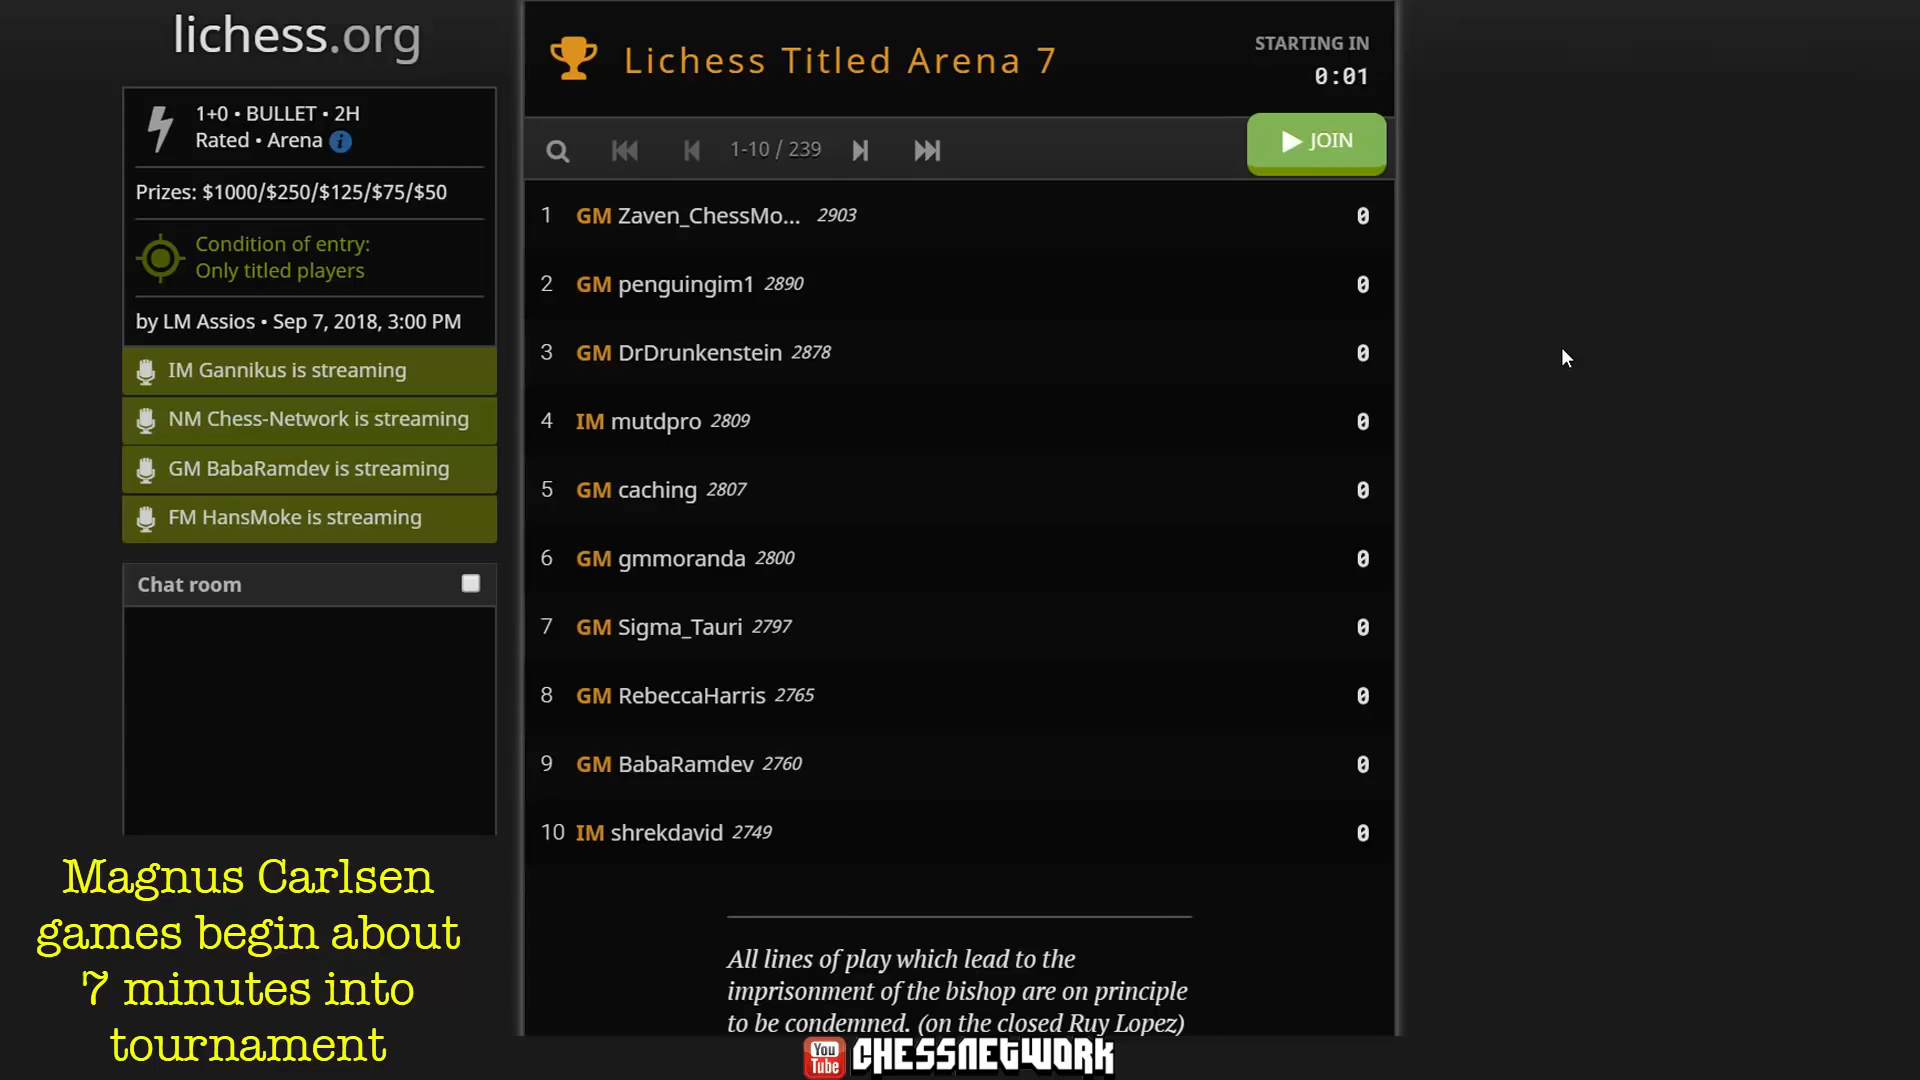 lichess.org
1+0 • BULLET • 2H
Rated • Arena i
Prizes: $1000/$250/$125/$75/$50
Condition of entry:
Only titled players
by LM Assios • Sep 7, 2018, 3:00 PM
IM Gannikus is streaming
NM Chess-Network is streaming
GM BabaRamdev is streaming
FM HansMoke is streaming
Chat room
Magnus Carlsen
games begin about
7 minutes into
tournament
Lichess Titled Arena 7
STARTING IN
0:01
1-10 / 239
JOIN
1 GM Zaven_ChessMo... 2903 0
2 GM penguingim1 2890 0
3 GM DrDrunkenstein 2878 0
4 IM mutdpro 2809 0
5 GM caching 2807 0
6 GM gmmoranda 2800 0
7 GM Sigma_Tauri 2797 0
8 GM RebeccaHarris 2765 0
9 GM BabaRamdev 2760 0
10 IM shrekdavid 2749 0
All lines of play which lead to the
imprisonment of the bishop are on principle
to be condemned. (on the closed Ruy Lopez)
You Tube CHESSNETWORK